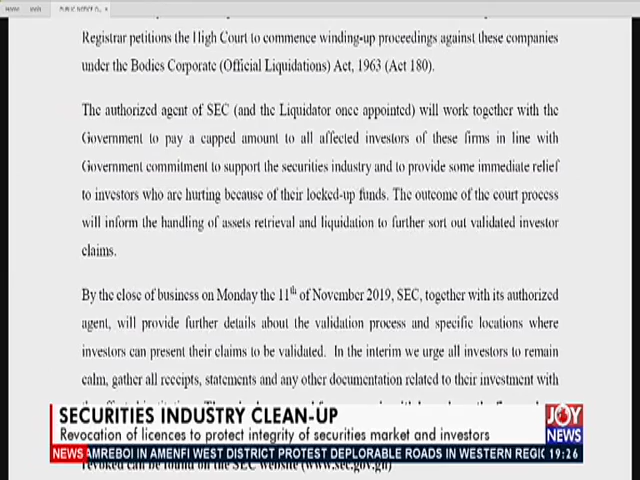 Registrar petitions the High Court to commence winding-up proceedings against these companies
under the Bodies Corporate (Official Liquidations) Act, 1963 (Act 180).
The authorized agent of SEC (and the Liquidator once appointed) will work together with the
Government to pay a capped amount to all affected investors of these firms in line with
Government commitment to support the securities industry and to provide some immediate relief
to investors who are hurting because of their locked-up funds. The outcome of the court process
will inform the handling of assets retrieval and liquidation to further sort out validated investor
claims.
By the close of business on Monday the 11th of November 2019, SEC, together with its authorized
agent, will provide further details about the validation process and specific locations where
investors can present their claims to be validated. In the interim we urge all investors to remain
calm, gather all receipts, statements and any other documentation related to their investment with
SECURITIES INDUSTRY CLEAN-UP
Revocation of licences to protect integrity of securities market and investors
JOY
NEWS
NEWS AMREBOI IN AMENFI WEST DISTRICT PROTEST DEPLORABLE ROADS IN WESTERN REGIO 19:26
revoked can be found on the SEC website (www.sec.gov.gh)